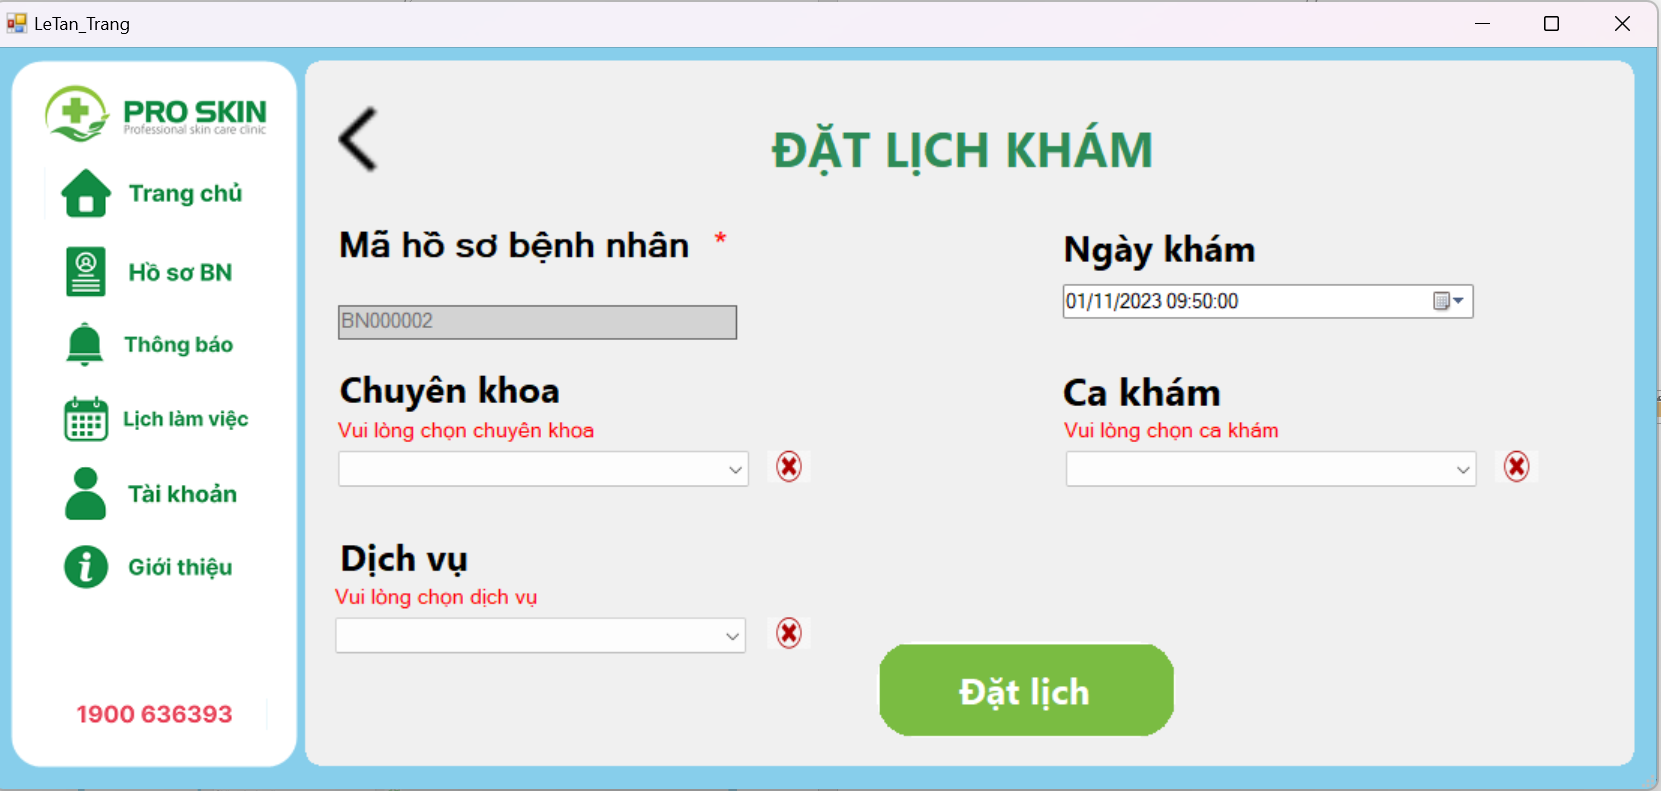 LeTan_Trang
PRO SKIN
Professional skin care clinic
Trang chủ
Hồ sơ BN
Thông báo
Lịch làm việc
Tài khoản
Giới thiệu
1900 636393
ĐẶT LỊCH KHÁM
Mã hồ sơ bệnh nhân *
BN000002
Ngày khám
01/11/2023 09:50:00
Chuyên khoa
Vui lòng chọn chuyên khoa
Ca khám
Vui lòng chọn ca khám
Dịch vụ
Vui lòng chọn dịch vụ
Đặt lịch